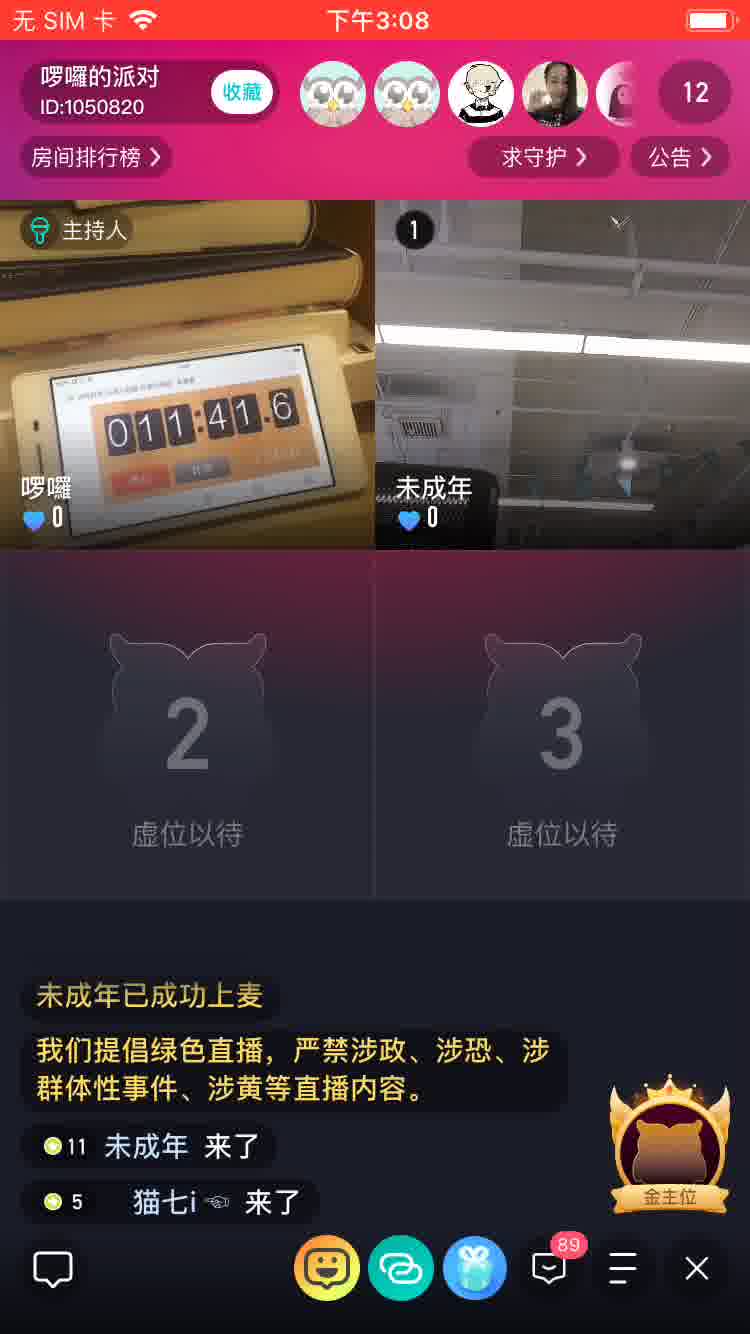 无 SIM 卡
下午3:08
啰囉的派对
ID:1050820
收藏
12
房间排行榜
求守护
公告
主持人
1
011:41.6
啰囉
0
未成年
0
2
3
虚位以待
虚位以待
未成年已成功上麦
我们提倡绿色直播，严禁涉政、涉恐、涉
群体性事件、涉黄等直播内容。
11 未成年 来了
5 猫七i☜ 来了
金主位
89